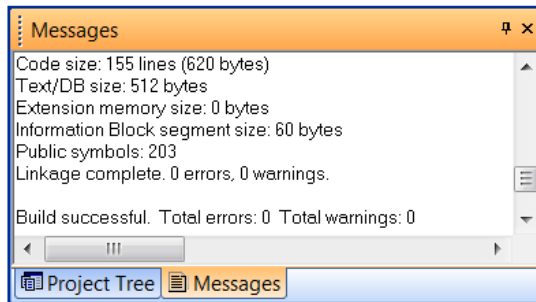 Messages
Code size: 155 lines (620 bytes)
Text/DB size: 512 bytes
Extension memory size: 0 bytes
Information Block segment size: 60 bytes
Public symbols: 203
Linkage complete. 0 errors, 0 warnings.
Build successful. Total errors: 0 Total warnings: 0
Project Tree Messages